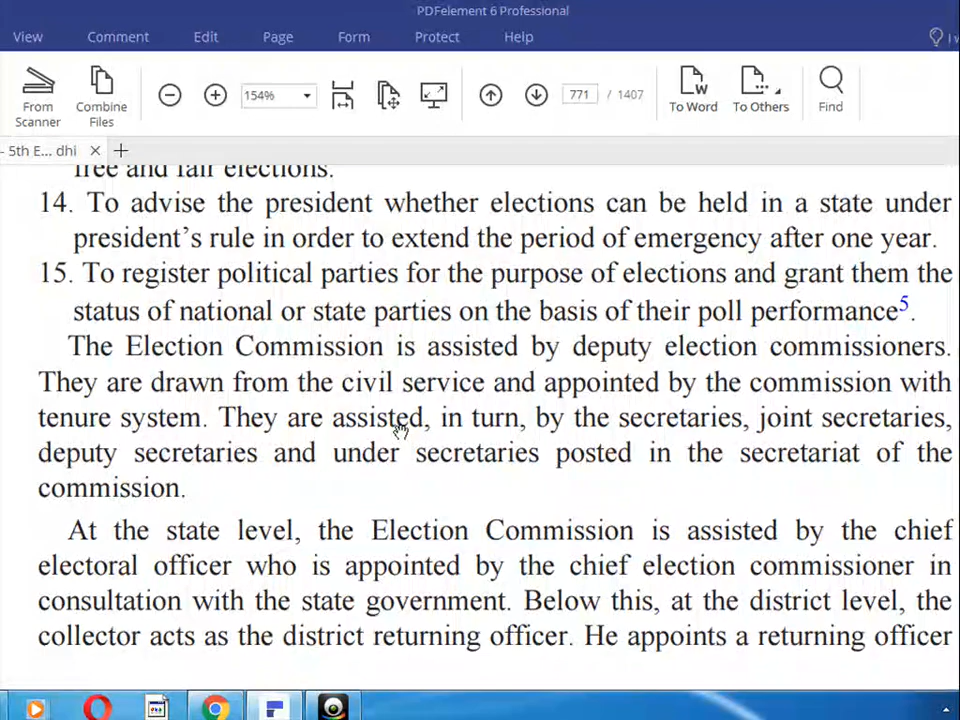 PDFelement 6 Professional
View Comment Edit Page Form Protect Help
From Scanner
Combine Files
154%
771 / 1407
To Word
To Others
Find
- 5th E... dhi
free and fair elections.
14. To advise the president whether elections can be held in a state under
president’s rule in order to extend the period of emergency after one year.
15. To register political parties for the purpose of elections and grant them the
status of national or state parties on the basis of their poll performance5.
The Election Commission is assisted by deputy election commissioners.
They are drawn from the civil service and appointed by the commission with
tenure system. They are assisted, in turn, by the secretaries, joint secretaries,
deputy secretaries and under secretaries posted in the secretariat of the
commission.
At the state level, the Election Commission is assisted by the chief
electoral officer who is appointed by the chief election commissioner in
consultation with the state government. Below this, at the district level, the
collector acts as the district returning officer. He appoints a returning officer